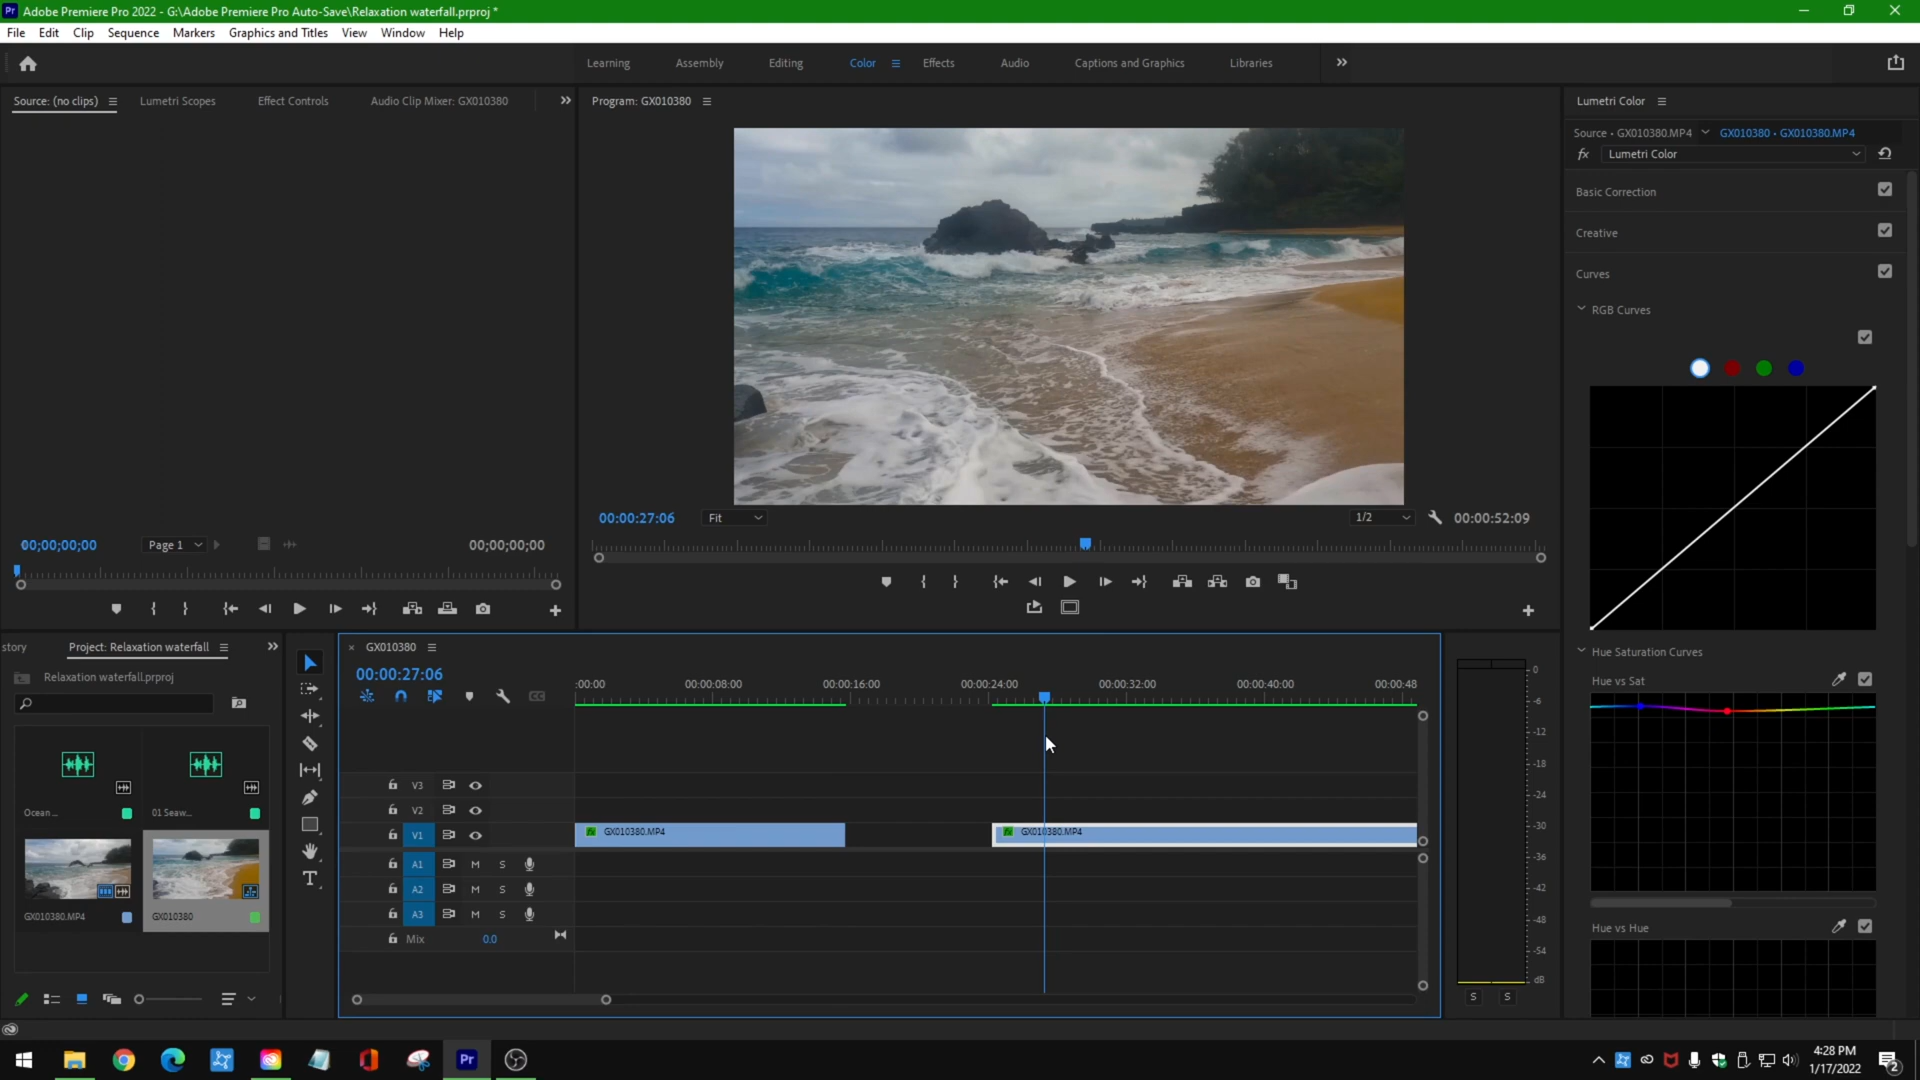 Pr Adobe Premiere Pro 2022 - G:\Adobe Premiere Pro Auto-Save\Relaxation waterfall.prproj *
File Edit Clip Sequence Markers Graphics and Titles View Window Help
Learning Assembly Editing Color Effects Audio Captions and Graphics Libraries
Source: (no clips) Lumetri Scopes Effect Controls Audio Clip Mixer: GX010380
Program: GX010380
Lumetri Color
Source • GX010380.MP4 GX010380 • GX010380.MP4
fx Lumetri Color
Basic Correction
Creative
Curves
RGB Curves
00:00:27:06 Fit 1/2 00:00:52:09
00;00;00;00 Page 1 00;00;00;00
Hue Saturation Curves
Hue vs Sat
Hue vs Hue
story Project: Relaxation waterfall
Relaxation waterfall.prproj
Ocean... 01 Seaw...
GX010380.MP4 GX010380
GX010380
00:00:27:06
:00:00 00:00:08:00 00:00:16:00 00:00:24:00 00:00:32:00 00:00:40:00 00:00:48
V3
V2
V1 fx GX010380.MP4 fx GX010380.MP4
A1 M S
A2 M S
A3 M S
Mix 0.0
T
0
-6
-12
-18
-24
-30
-36
-42
-48
-54
dB
S S
Pr
4:28 PM
1/17/2022
2